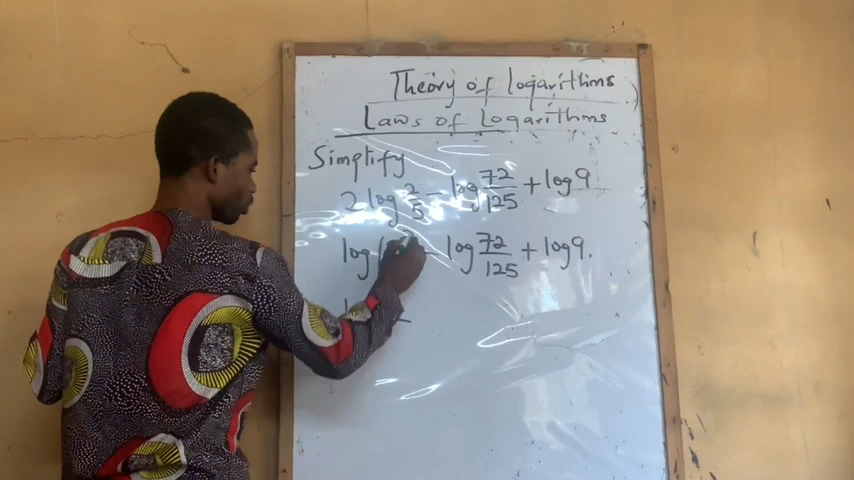 Theory of logarithms
Laws of Logarithms
Simplify
2 log 2/5 - log 72/125 + log 9
log ( - log 72/125 + log 9.